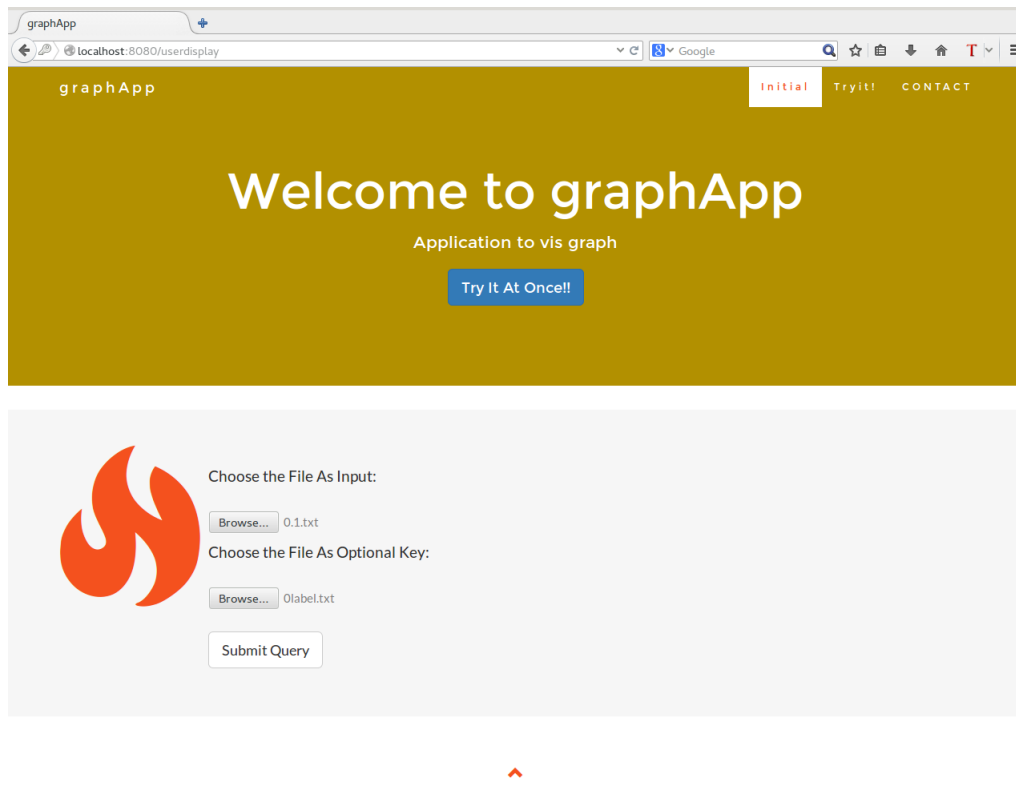 graphApp
localhost:8080/userdisplay
Google
T
graphApp
Initial Tryit! CONTACT
Welcome to graphApp
Application to vis graph
Try It At Once!!
Choose the File As Input:
Browse... 0.1.txt
Choose the File As Optional Key:
Browse... 0label.txt
Submit Query